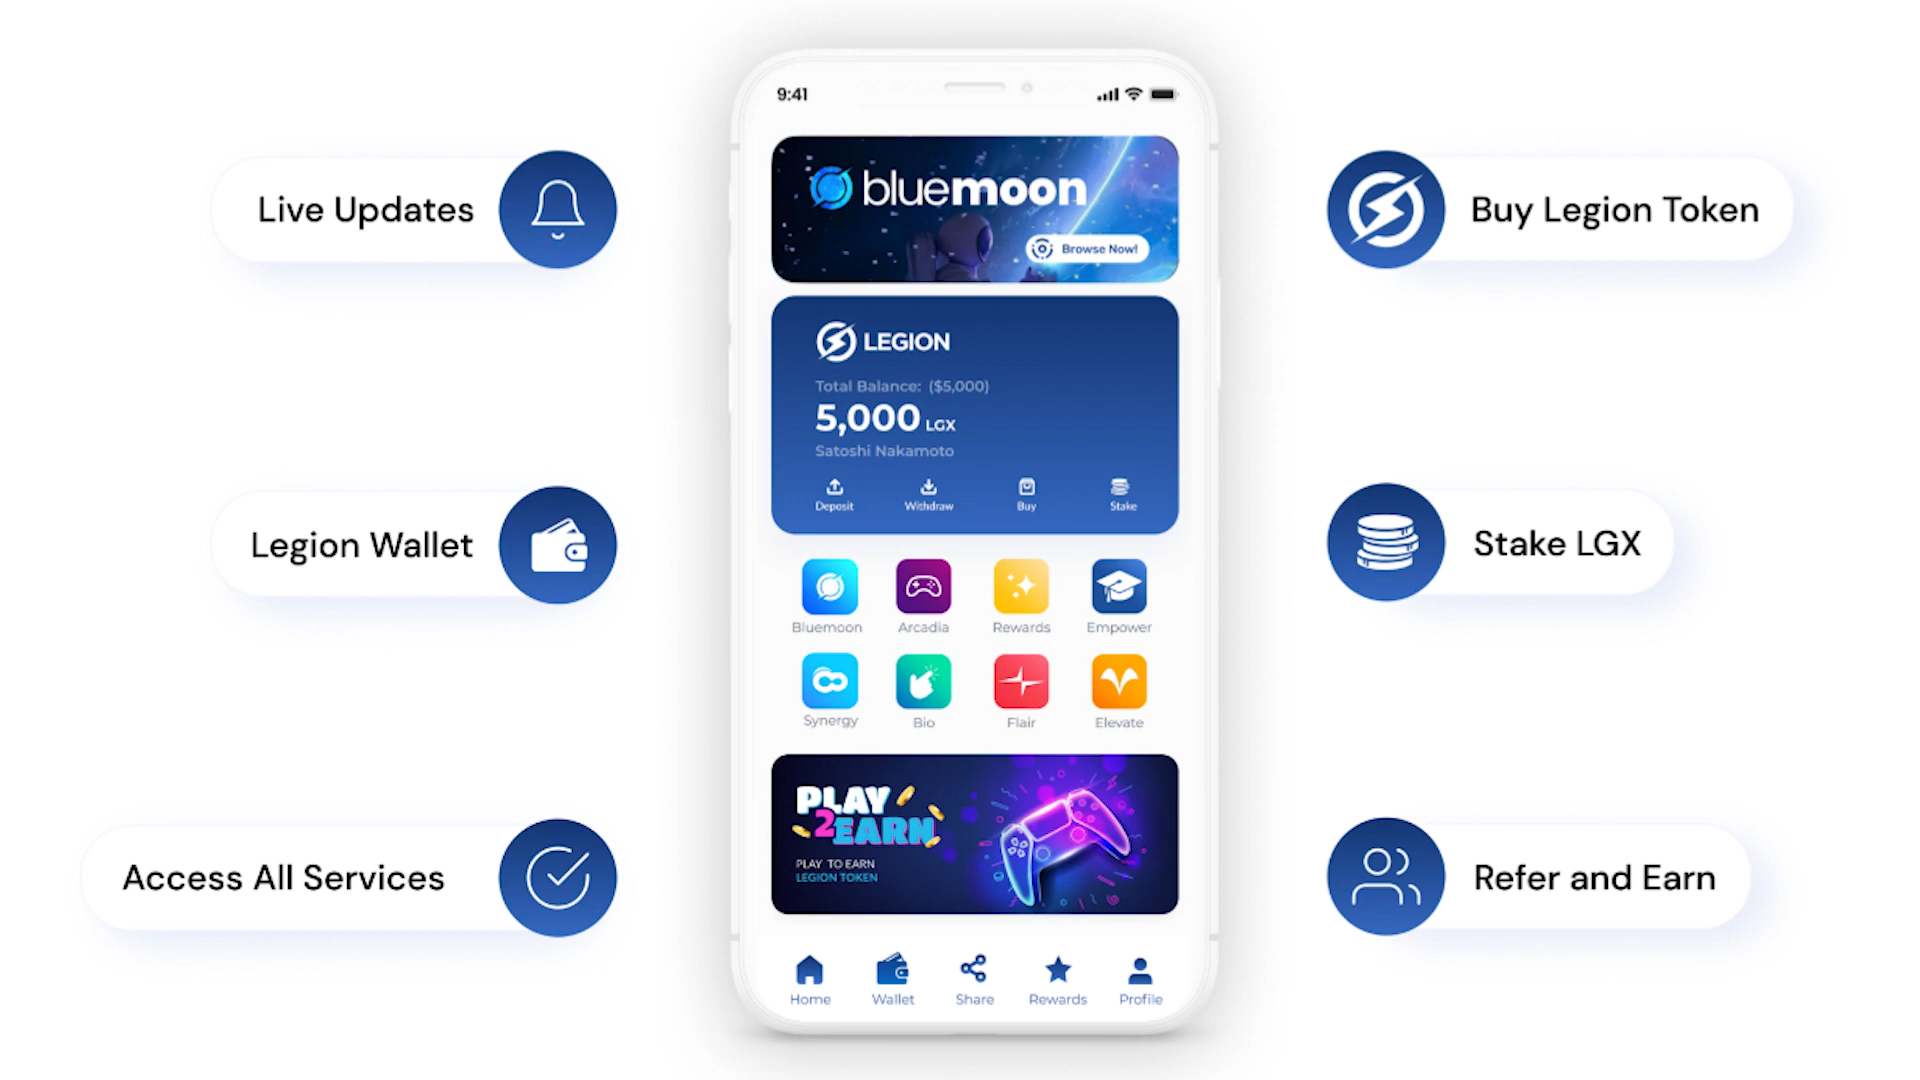 Live Updates
Legion Wallet
Access All Services
9:41
bluemoon
Browse Now!
LEGION
Total Balance: ($5,000)
5,000 LGX
Satoshi Nakamoto
Deposit Withdraw Buy Stake
Bluemoon Arcadia Rewards Empower
Synergy Bio Flair Elevate
PLAY
2EARN
PLAY TO EARN
LEGION TOKEN
Home Wallet Share Rewards Profile
Buy Legion Token
Stake LGX
Refer and Earn